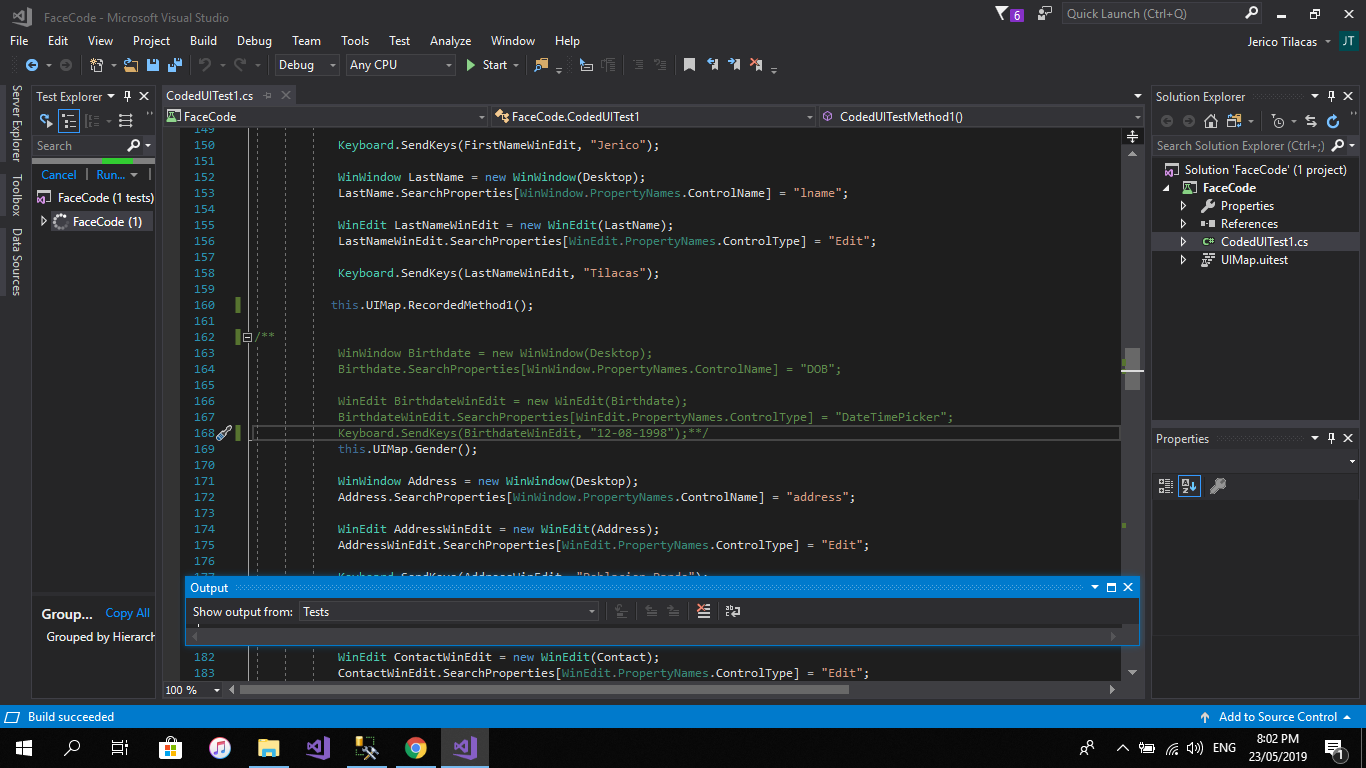 FaceCode - Microsoft Visual Studio
6
Quick Launch (Ctrl+Q)
File Edit View Project Build Debug Team Tools Test Analyze Window Help
Jerico Tilacas
JT
Debug
Any CPU
Start
Server Explorer
Toolbox
Data Sources
Test Explorer
Search
Cancel | Run...
FaceCode (1 tests)
FaceCode (1)
Group... Copy All
Grouped by Hierarch
CodedUITest1.cs
FaceCode
FaceCode.CodedUITest1
CodedUITestMethod1()
149
150 Keyboard.SendKeys(FirstNameWinEdit, "Jerico");
151
152 WinWindow LastName = new WinWindow(Desktop);
153 LastName.SearchProperties[WinWindow.PropertyNames.ControlName] = "lname";
154
155 WinEdit LastNameWinEdit = new WinEdit(LastName);
156 LastNameWinEdit.SearchProperties[WinEdit.PropertyNames.ControlType] = "Edit";
157
158 Keyboard.SendKeys(LastNameWinEdit, "Tilacas");
159
160 this.UIMap.RecordedMethod1();
161
162 /**
163 WinWindow Birthdate = new WinWindow(Desktop);
164 Birthdate.SearchProperties[WinWindow.PropertyNames.ControlName] = "DOB";
165
166 WinEdit BirthdateWinEdit = new WinEdit(Birthdate);
167 BirthdateWinEdit.SearchProperties[WinEdit.PropertyNames.ControlType] = "DateTimePicker";
168 Keyboard.SendKeys(BirthdateWinEdit, "12-08-1998");**/
169 this.UIMap.Gender();
170
171 WinWindow Address = new WinWindow(Desktop);
172 Address.SearchProperties[WinWindow.PropertyNames.ControlName] = "address";
173
174 WinEdit AddressWinEdit = new WinEdit(Address);
175 AddressWinEdit.SearchProperties[WinEdit.PropertyNames.ControlType] = "Edit";
176
177 Keyboard.SendKeys(AddressWinEdit,
Output
Show output from: Tests
182 WinEdit ContactWinEdit = new WinEdit(Contact);
183 ContactWinEdit.SearchProperties[WinEdit.PropertyNames.ControlType] = "Edit";
100 %
Solution Explorer
Search Solution Explorer (Ctrl+;)
Solution 'FaceCode' (1 project)
FaceCode
Properties
References
C# CodedUITest1.cs
UIMap.uitest
Properties
Build succeeded
Add to Source Control
ENG
8:02 PM
23/05/2019
1